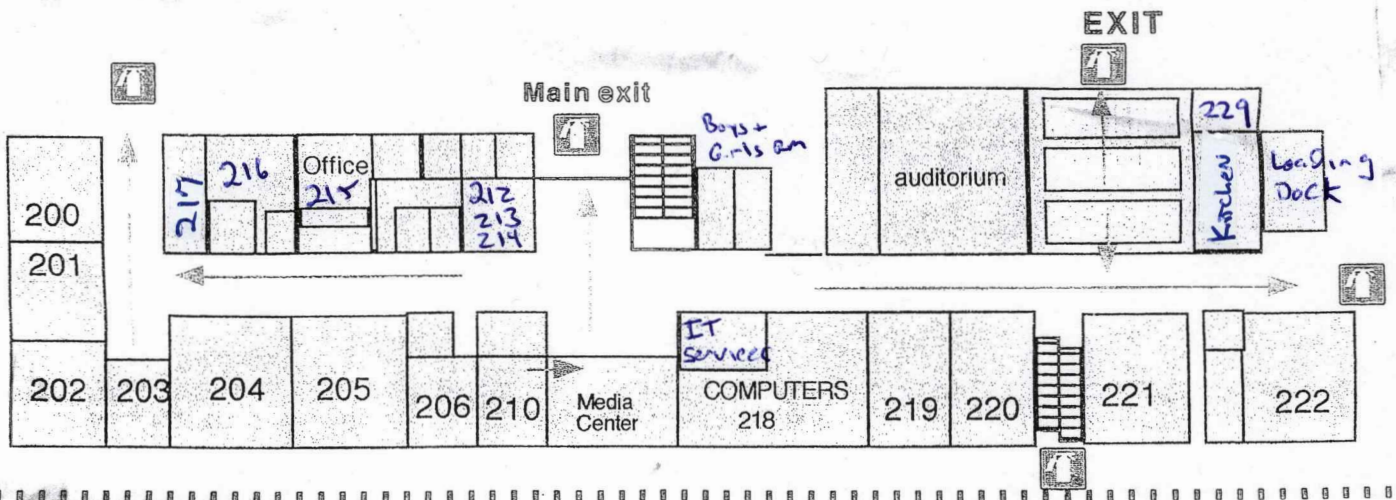 EXIT
Main exit
Boys +
Girls Gym
229
217
216
Office
215
212
213
214
auditorium
Kitchen
Loading
Dock
200
201
202
203
204
205
206
210
Media
Center
IT
services
COMPUTERS
218
219
220
221
222